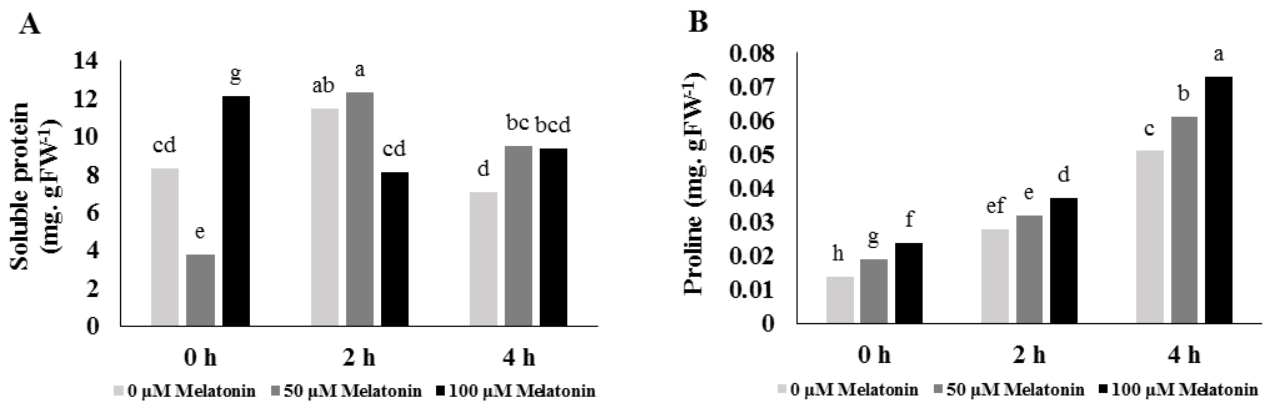 A
Soluble protein
(mg. gFW-1)
14
12
10
8
6
4
2
0
cd
e
g
ab
a
cd
d
bc
bcd
0 h
2 h
4 h
0 µM Melatonin
50 µM Melatonin
100 µM Melatonin
B
Proline (mg. gFW-1)
0.08
0.07
0.06
0.05
0.04
0.03
0.02
0.01
0
h
g
f
ef
e
d
c
b
a
0 h
2 h
4 h
0 µM Melatonin
50 µM Melatonin
100 µM Melatonin